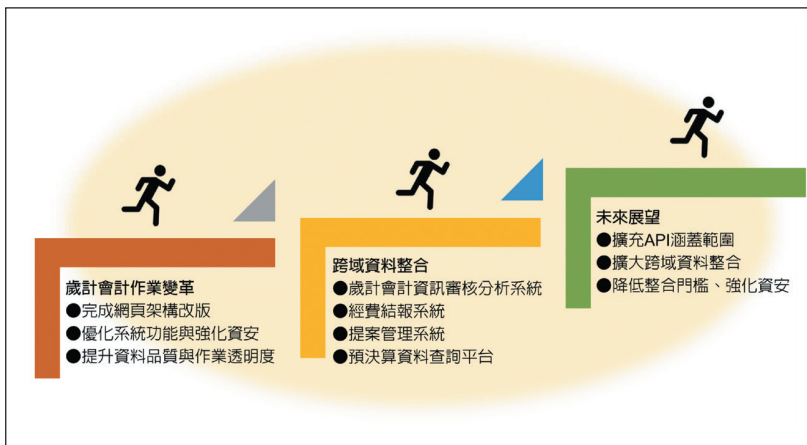 歲計會計作業變革
●完成網頁架構改版
●優化系統功能與強化資安
●提升資料品質與作業透明度
跨域資料整合
●歲計會計資訊審核分析系統
●經費結報系統
●提案管理系統
●預決算資料查詢平台
未來展望
●擴充API涵蓋範圍
●擴大跨域資料整合
●降低整合門檻、強化資安